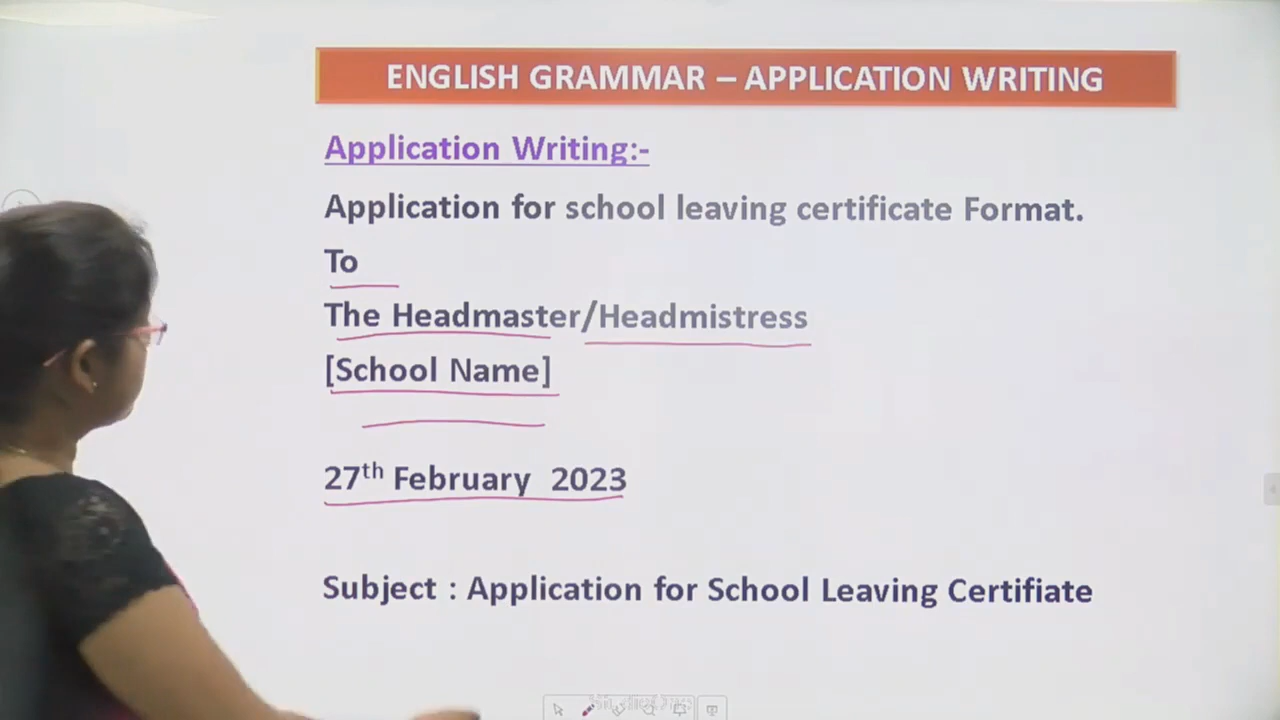 ENGLISH GRAMMAR – APPLICATION WRITING
Application Writing:-
Application for school leaving certificate Format.
To
The Headmaster/Headmistress
[School Name]
27th February 2023
Subject : Application for School Leaving Certifiate